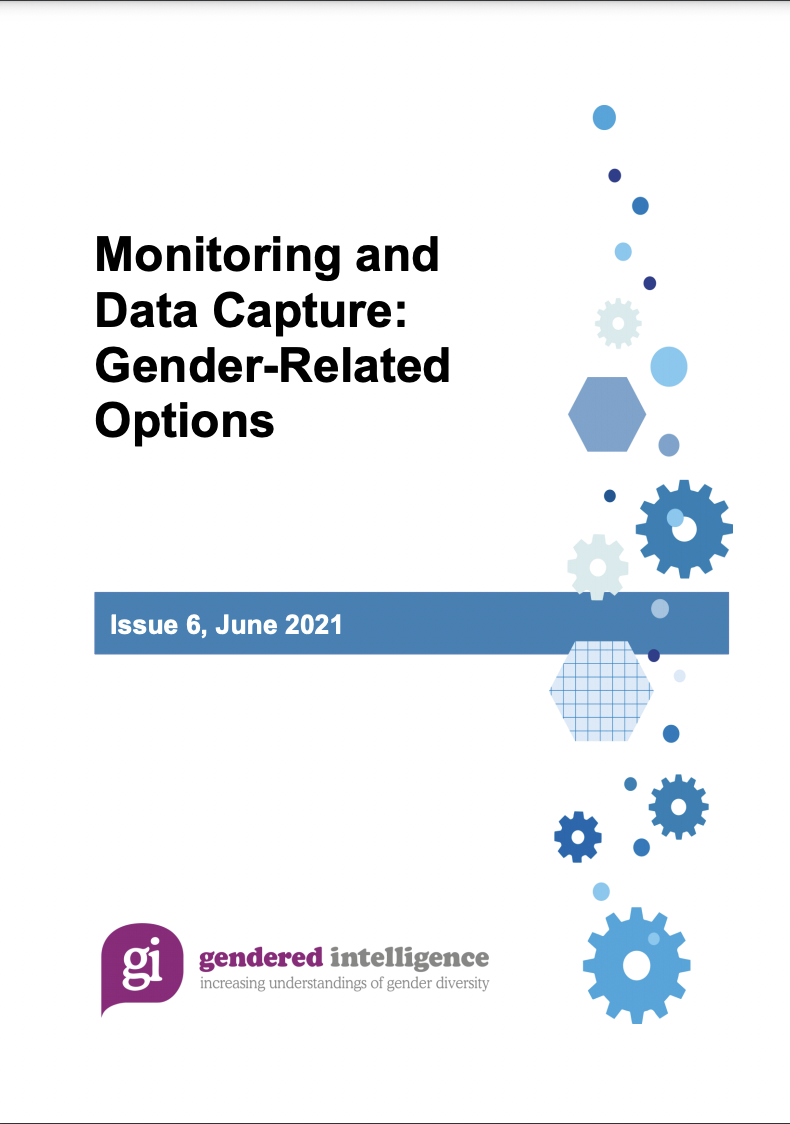 Monitoring and
Data Capture:
Gender-Related
Options
Issue 6, June 2021
gi
gendered intelligence
increasing understandings of gender diversity